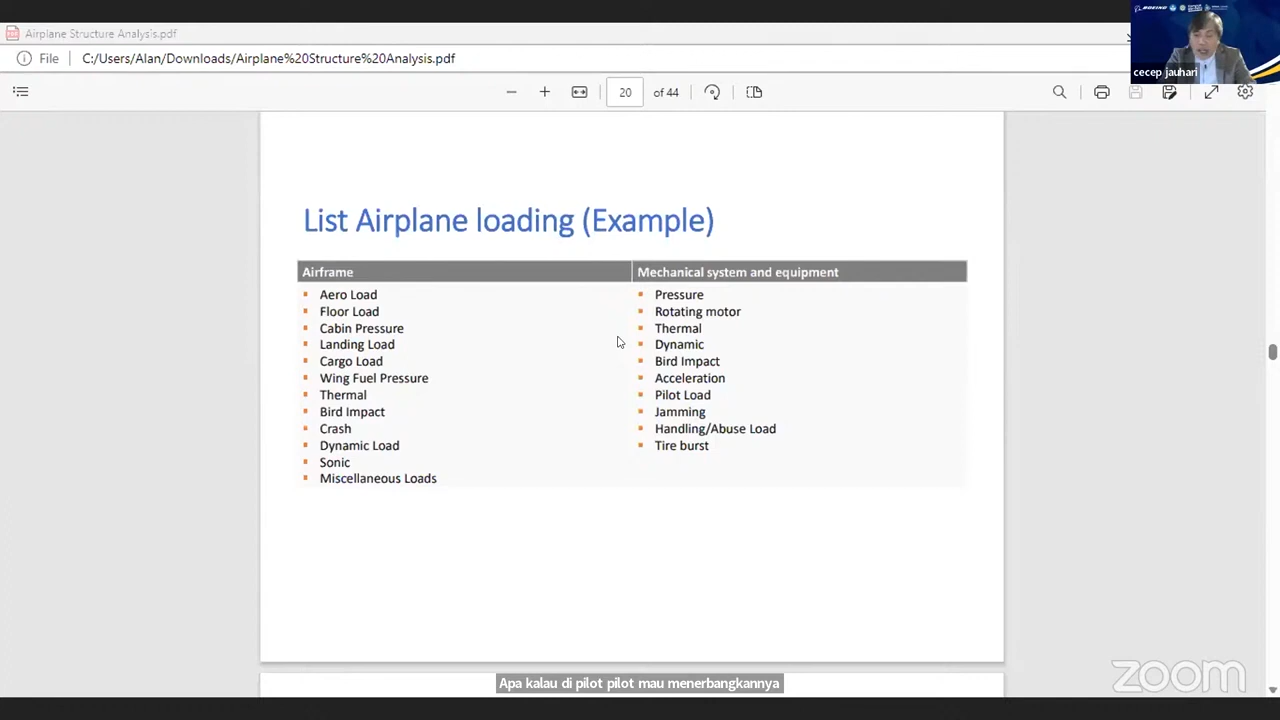 Airplane Structure Analysis.pdf
File
C:/Users/Alan/Downloads/Airplane%20Structure%20Analysis.pdf
20 of 44
BOEING
cecep jauhari
List Airplane loading (Example)
Airframe
Aero Load
Floor Load
Cabin Pressure
Landing Load
Cargo Load
Wing Fuel Pressure
Thermal
Bird Impact
Crash
Dynamic Load
Sonic
Miscellaneous Loads
Mechanical system and equipment
Pressure
Rotating motor
Thermal
Dynamic
Bird Impact
Acceleration
Pilot Load
Jamming
Handling/Abuse Load
Tire burst
Apa kalau di pilot pilot mau menerbangkannya
zoom